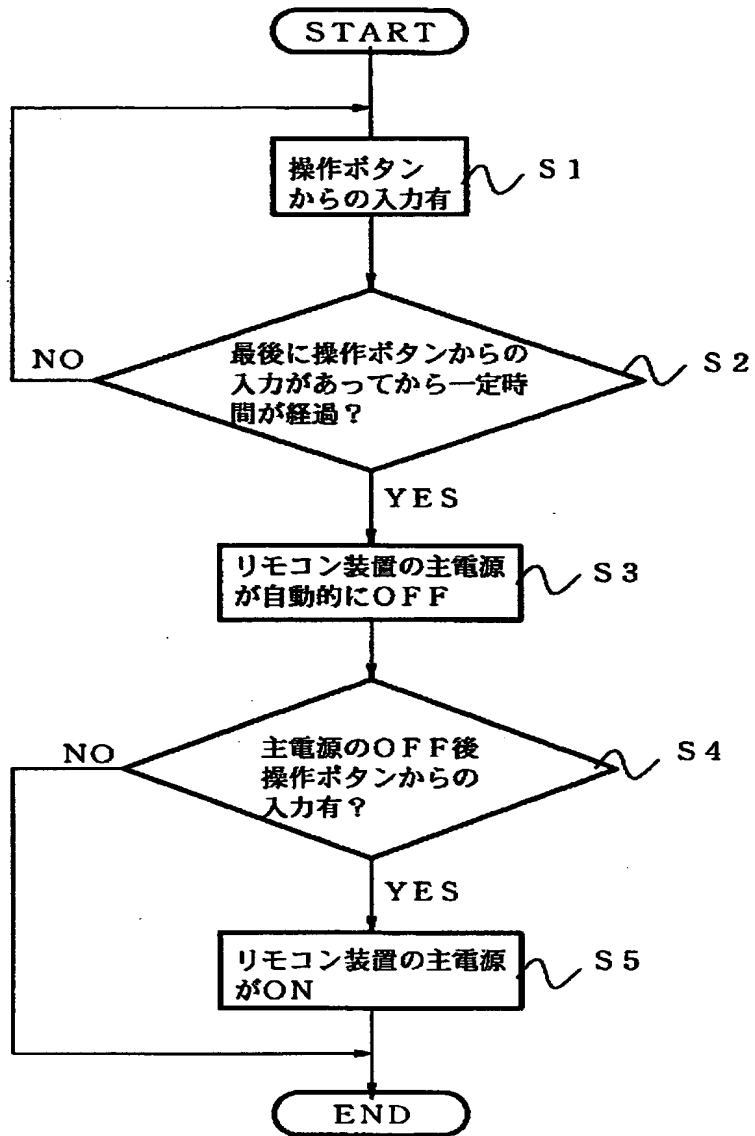 START
操作ボタン
からの入力有
S1
最後に操作ボタンからの
入力があってから一定時
間が経過？
S2
NO
YES
リモコン装置の主電源
が自動的にOFF
S3
主電源のOFF後
操作ボタンからの
入力有？
S4
NO
YES
リモコン装置の主電源
がON
S5
END